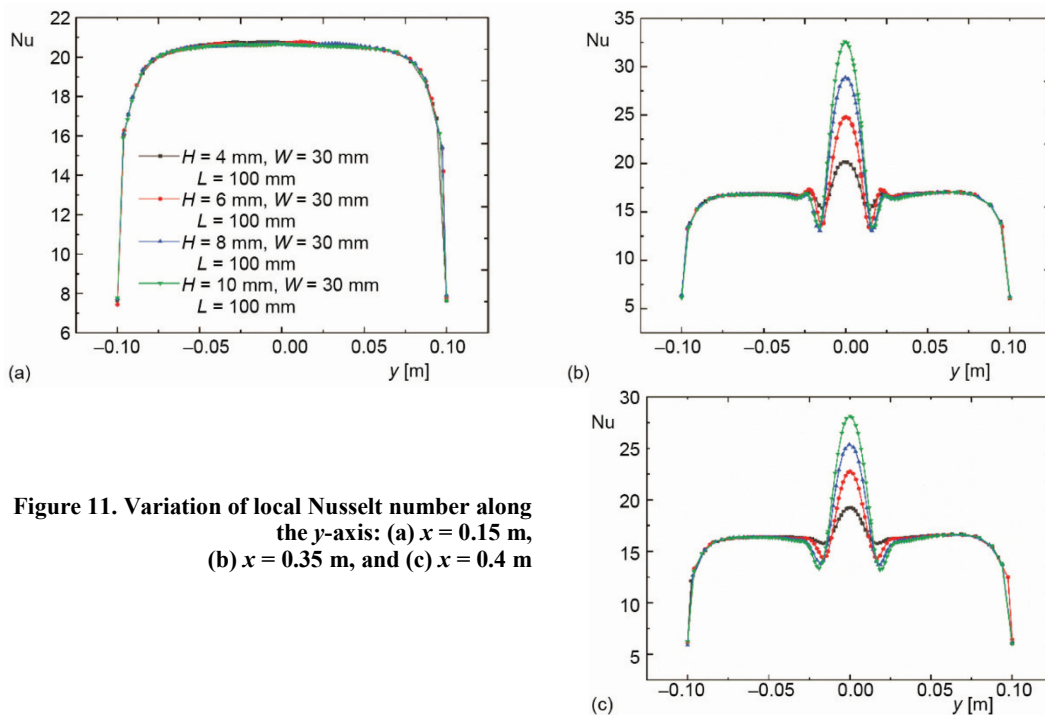 Nu
22
20
18
16
14
12
10
8
6
H = 4 mm, W = 30 mm
L = 100 mm
H = 6 mm, W = 30 mm
L = 100 mm
H = 8 mm, W = 30 mm
L = 100 mm
H = 10 mm, W = 30 mm
L = 100 mm
–0.10 –0.05 0.00 0.05 0.10
(a) y [m]
Nu
35
30
25
20
15
10
5
–0.10 –0.05 0.00 0.05 0.10
(b) y [m]
Figure 11. Variation of local Nusselt number along
the y-axis: (a) x = 0.15 m,
(b) x = 0.35 m, and (c) x = 0.4 m
Nu
30
25
20
15
10
5
–0.10 –0.05 0.00 0.05 0.10
(c) y [m]